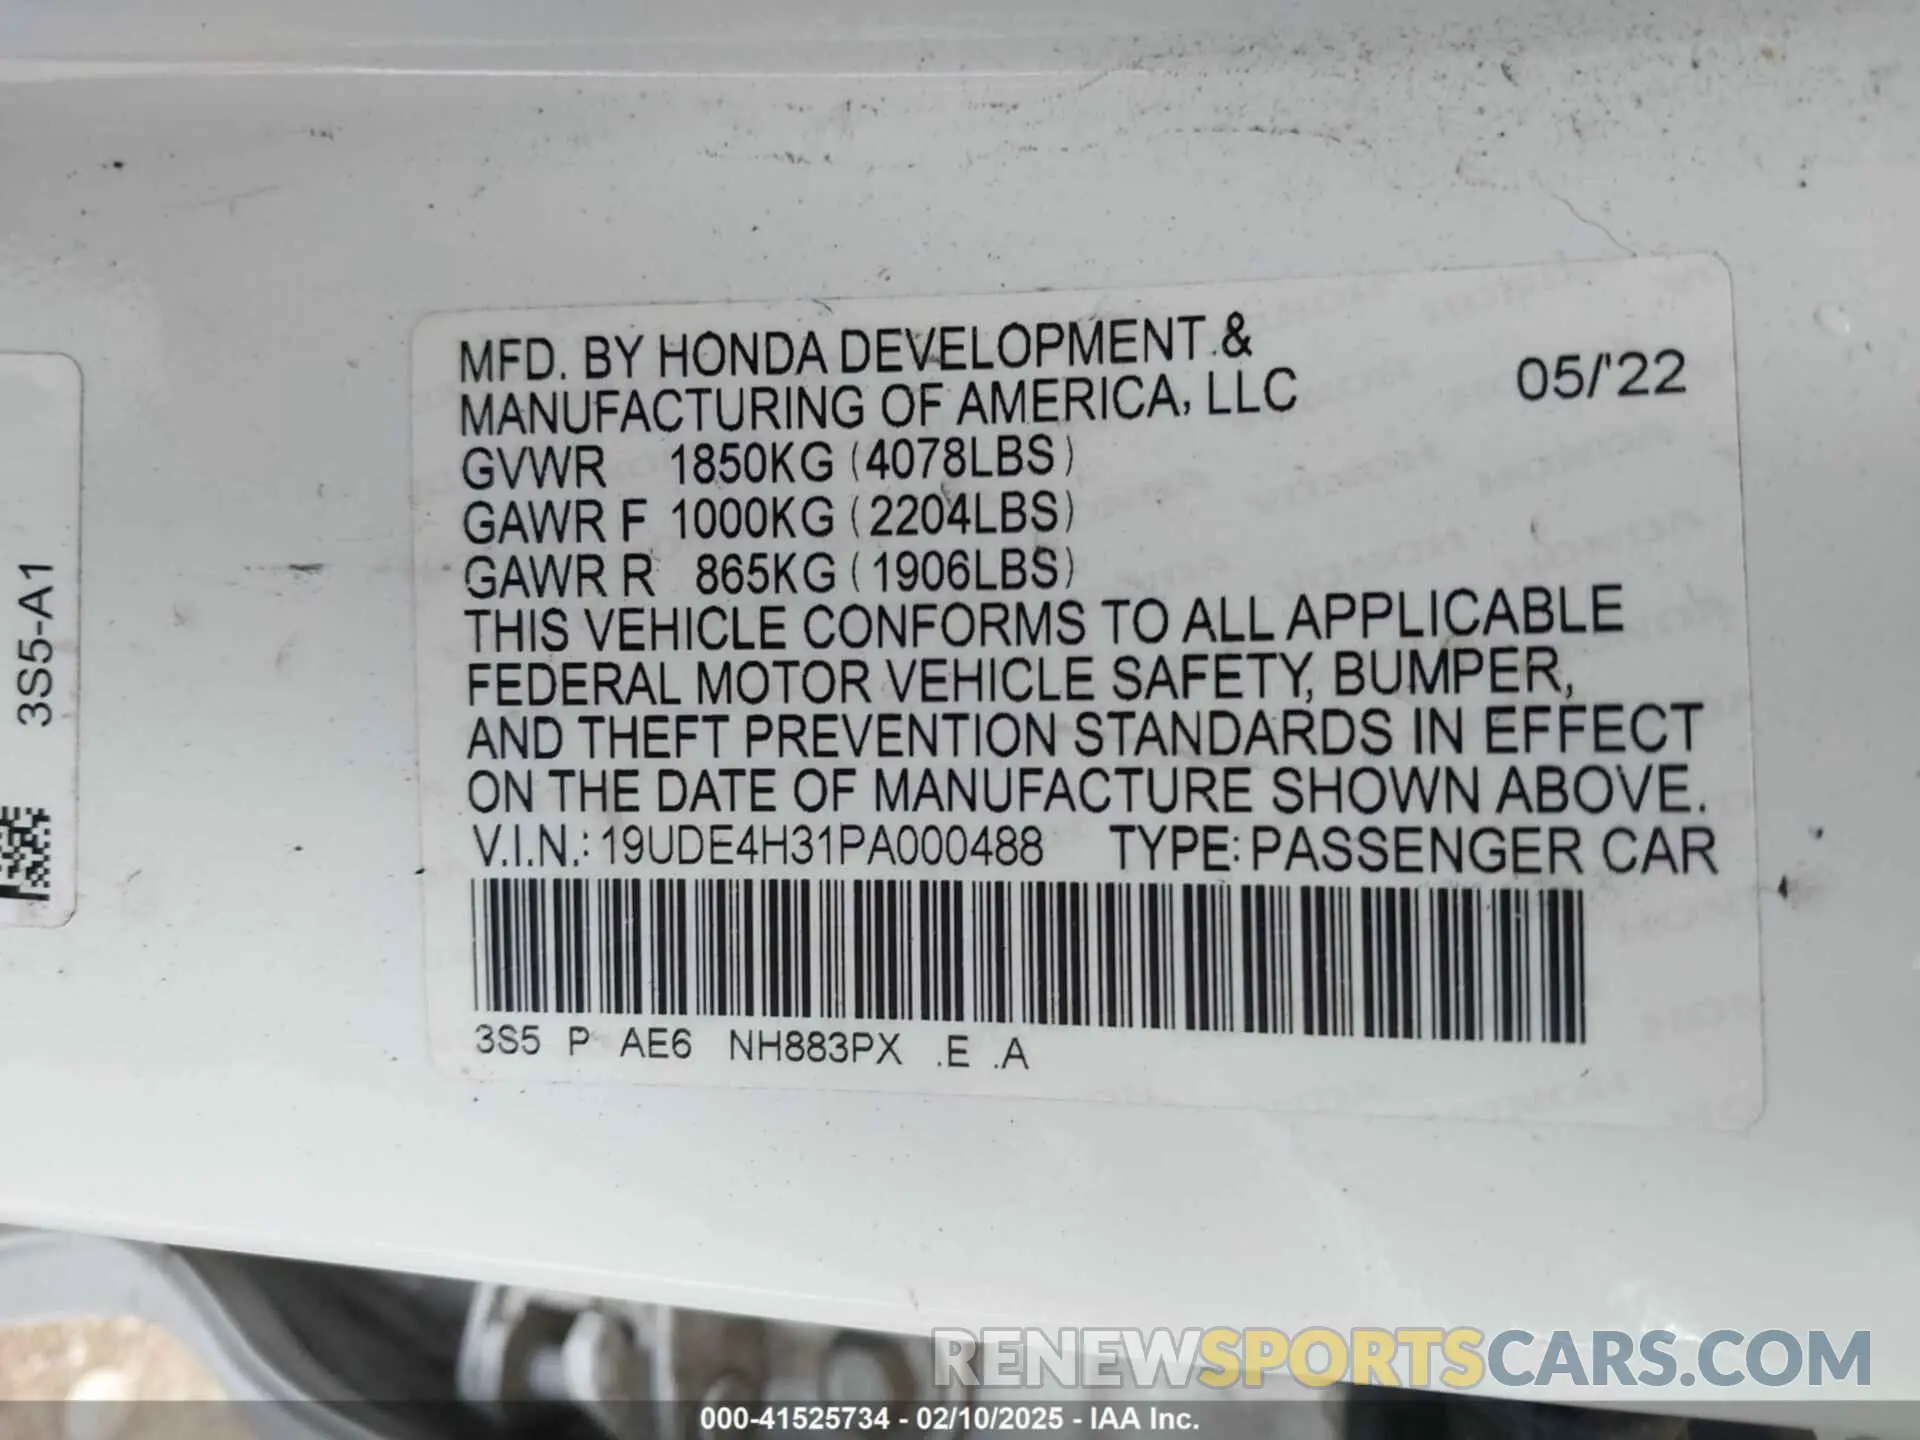 MFD. BY HONDA DEVELOPMENT &
MANUFACTURING OF AMERICA, LLC
05/'22
GVWR 1850KG (4078LBS)
GAWR F 1000KG (2204LBS)
GAWR R 865KG (1906LBS)
THIS VEHICLE CONFORMS TO ALL APPLICABLE
FEDERAL MOTOR VEHICLE SAFETY, BUMPER,
AND THEFT PREVENTION STANDARDS IN EFFECT
ON THE DATE OF MANUFACTURE SHOWN ABOVE.
V.I.N.: 19UDE4H31PA000488 TYPE: PASSENGER CAR
3S5 P AE6 NH883PX .E .A
3S5-A1
RENEWSPORTSCARS.COM
000-41525734 - 02/10/2025 - IAA Inc.